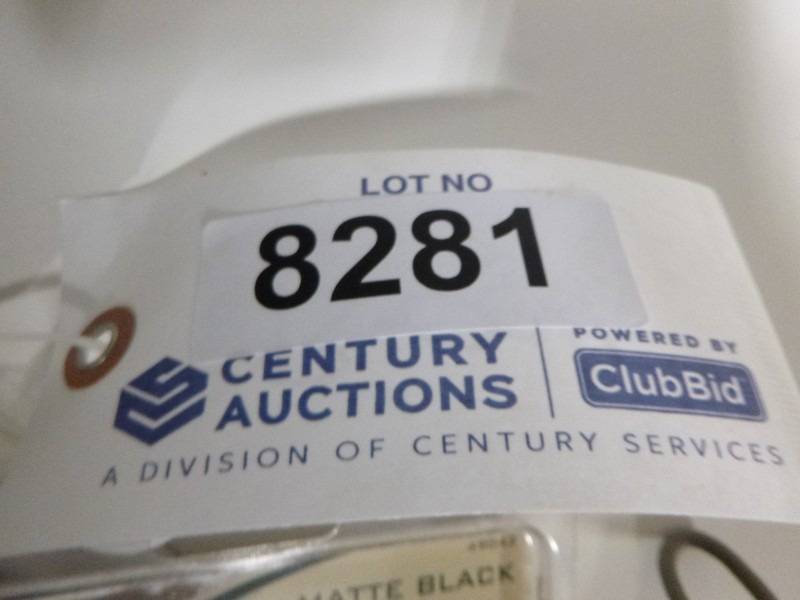 LOT NO
8281
CENTURY
AUCTIONS
POWERED BY
ClubBid
A DIVISION OF CENTURY SERVICES
MATTE BLACK